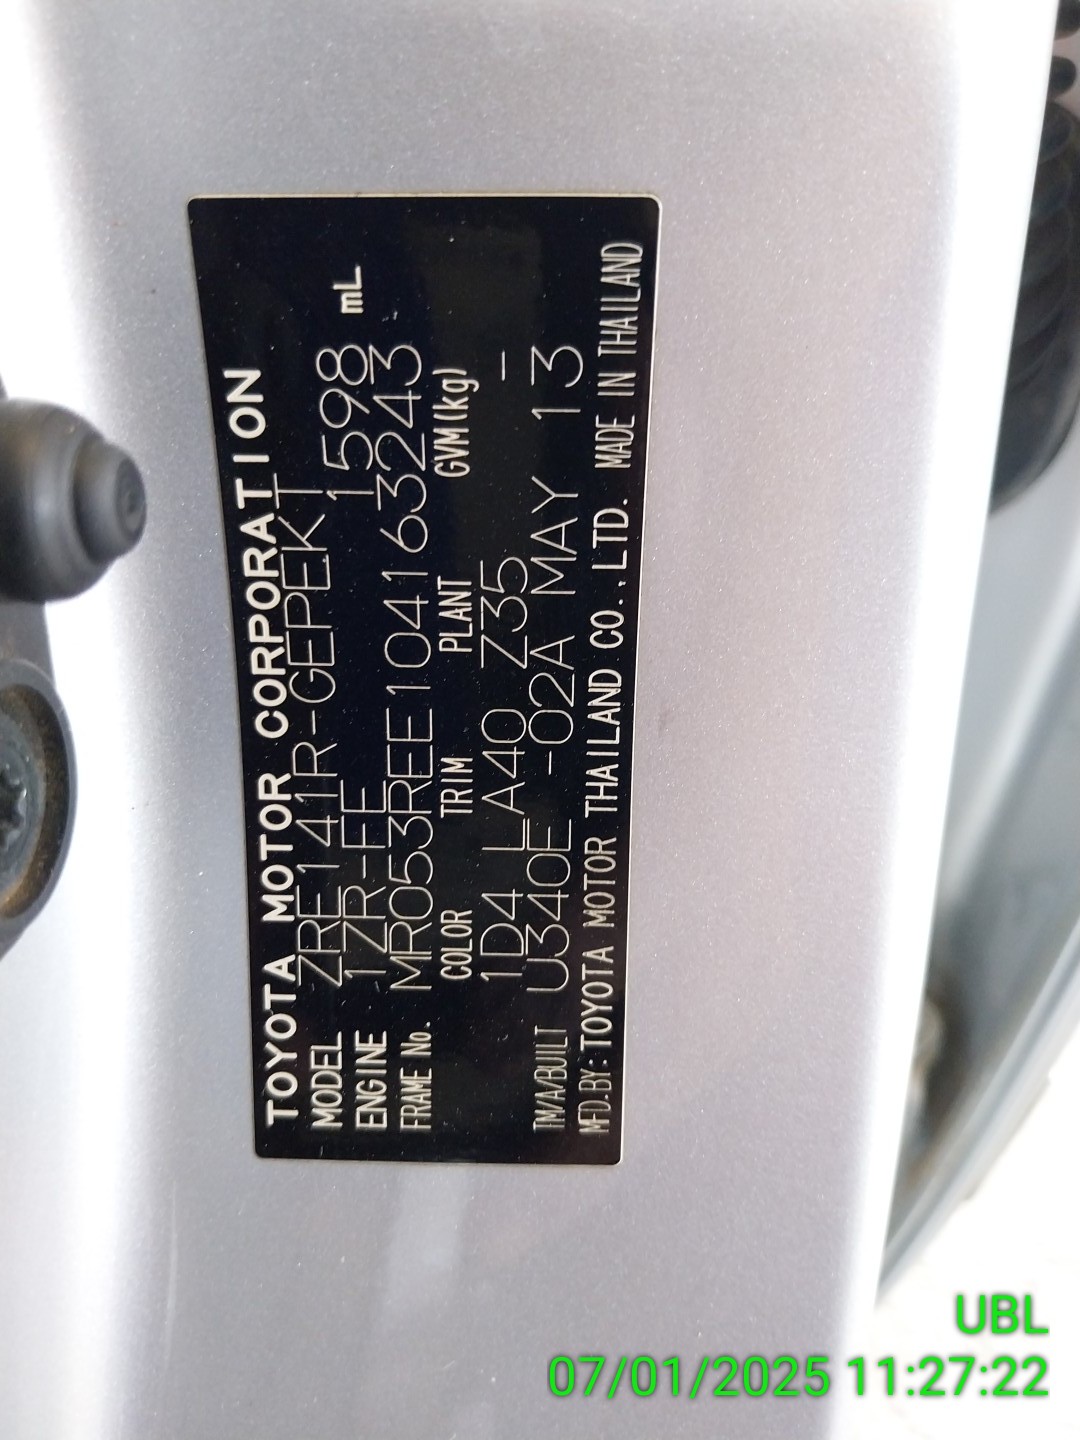 TOYOTA MOTOR CORPORATION
MODEL ZRE141R-GEPEKT
ENGINE 1ZR-FE 1598 mL
FRAME No. MR053REE104163243
COLOR TRIM PLANT GVM(kg)
1D4 LA40 Z35 -
TM/A/BUILT U340E -02A MAY 13
MFD.BY: TOYOTA MOTOR THAILAND CO.,LTD. MADE IN THAILAND
UBL
07/01/2025 11:27:22